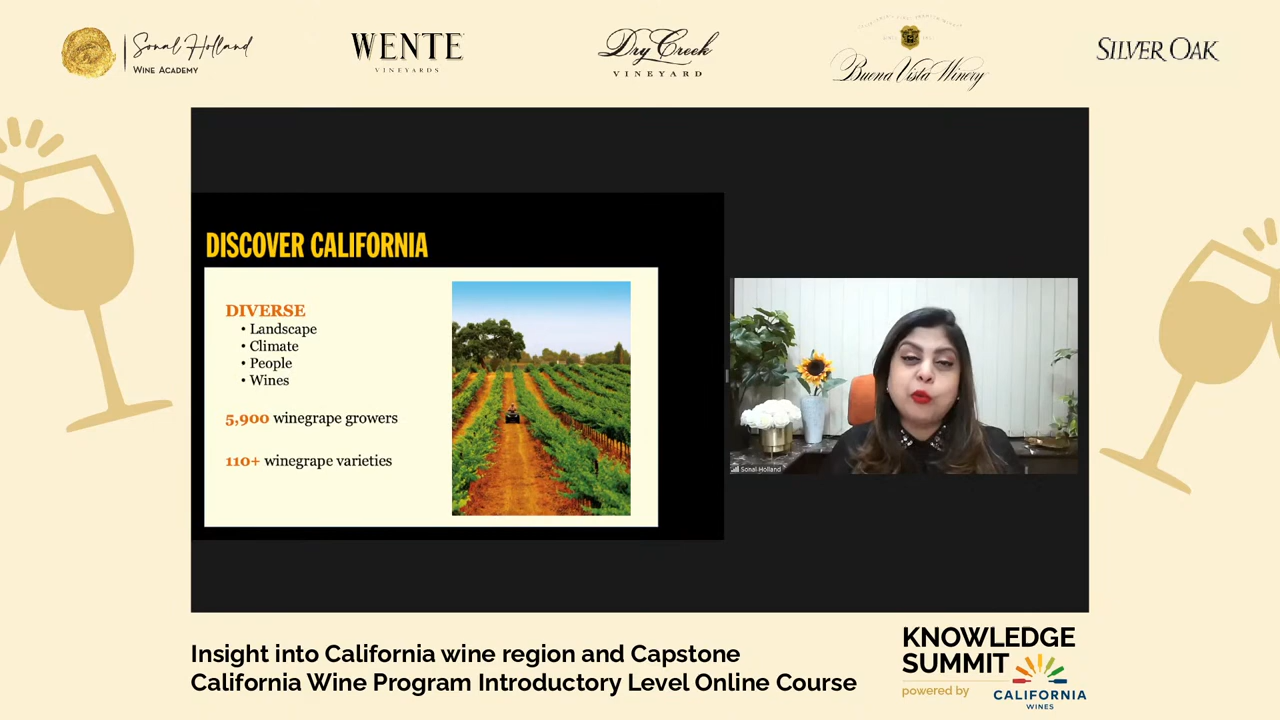 Sonal Holland
WINE ACADEMY
WENTE
VINEYARDS
Dry Creek
VINEYARD
Buena Vista Winery
SILVER OAK
DISCOVER CALIFORNIA
DIVERSE
• Landscape
• Climate
• People
• Wines
5,900 winegrape growers
110+ winegrape varieties
Sonal Holland
Insight into California wine region and Capstone
California Wine Program Introductory Level Online Course
KNOWLEDGE
SUMMIT
powered by
CALIFORNIA
WINES